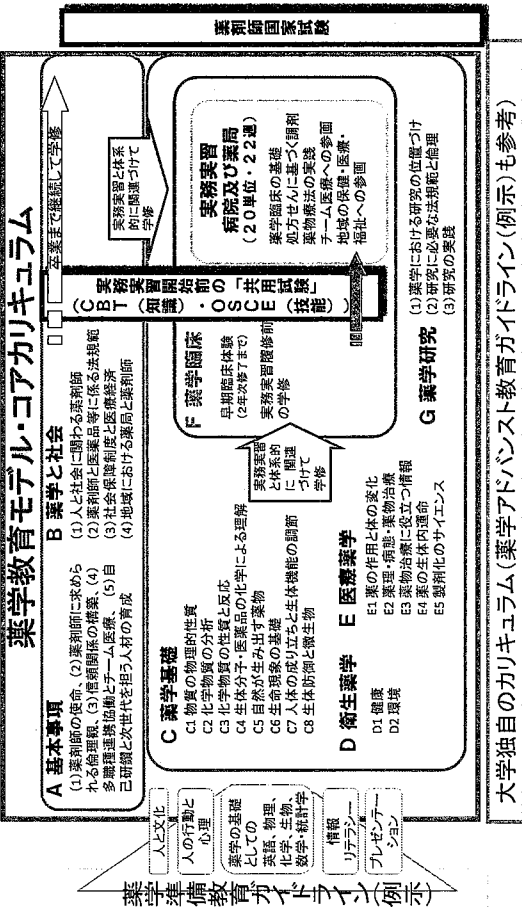 薬学教育モデル・コアカリキュラム
A 基本事項
(1)薬剤師の使命、(2)薬剤師に求めら
れる倫理観、(3)信頼関係の構築、(4)
多職種連携協働とチーム医療、(5)自
己研鑽と次世代を担う人材の育成
B 薬学と社会
(1)人と社会に関わる薬剤師
(2)薬剤師と医薬品等に係る法規範
(3)社会保障制度と医療経済
(4)地域における薬局と薬剤師
卒業まで継続して学修
実務実習と体系
的に関連づけて
学修
C 薬学基礎
C1 物質の物理的性質
C2 化学物質の分析
C3 化学物質の性質と反応
C4 生体分子・医薬品の化学による理解
C5 自然が生み出す薬物
C6 生命現象の基礎
C7 人体の成り立ちと生体機能の調節
C8 生体防御と微生物
D 衛生薬学
D1 健康
D2 環境
E 医療薬学
E1 薬の作用と体の変化
E2 薬理・病態・薬物治療
E3 薬物治療に役立つ情報
E4 薬の生体内運命
E5 製剤化のサイエンス
実務実習
と体系的
に 関連
づけて
学修
F 薬学臨床
早期臨床体験
(2年次修了まで)
実務実習履修前
の学修
実務実習開始前の「共用試験」
(CBT(知識)・OSCE(技能))
実務実習
病院及び薬局
(20単位・22週)
薬学臨床の基礎
処方せんに基づく調剤
薬物療法の実践
チーム医療への参画
地域の保健・医療・
福祉への参画
G 薬学研究
(1)薬学における研究の位置づけ
(2)研究に必要な法規範と倫理
(3)研究の実践
薬剤師国家試験
薬学準備教育ガイドライン(例示)
人と文化
人の行動と
心理
薬学の基礎
としての
英語、物理、
化学、生物、
数学・統計学
情報
リテラシー
プレゼンテー
ション
大学独自のカリキュラム(薬学アドバンスト教育ガイドライン(例示)も参考)